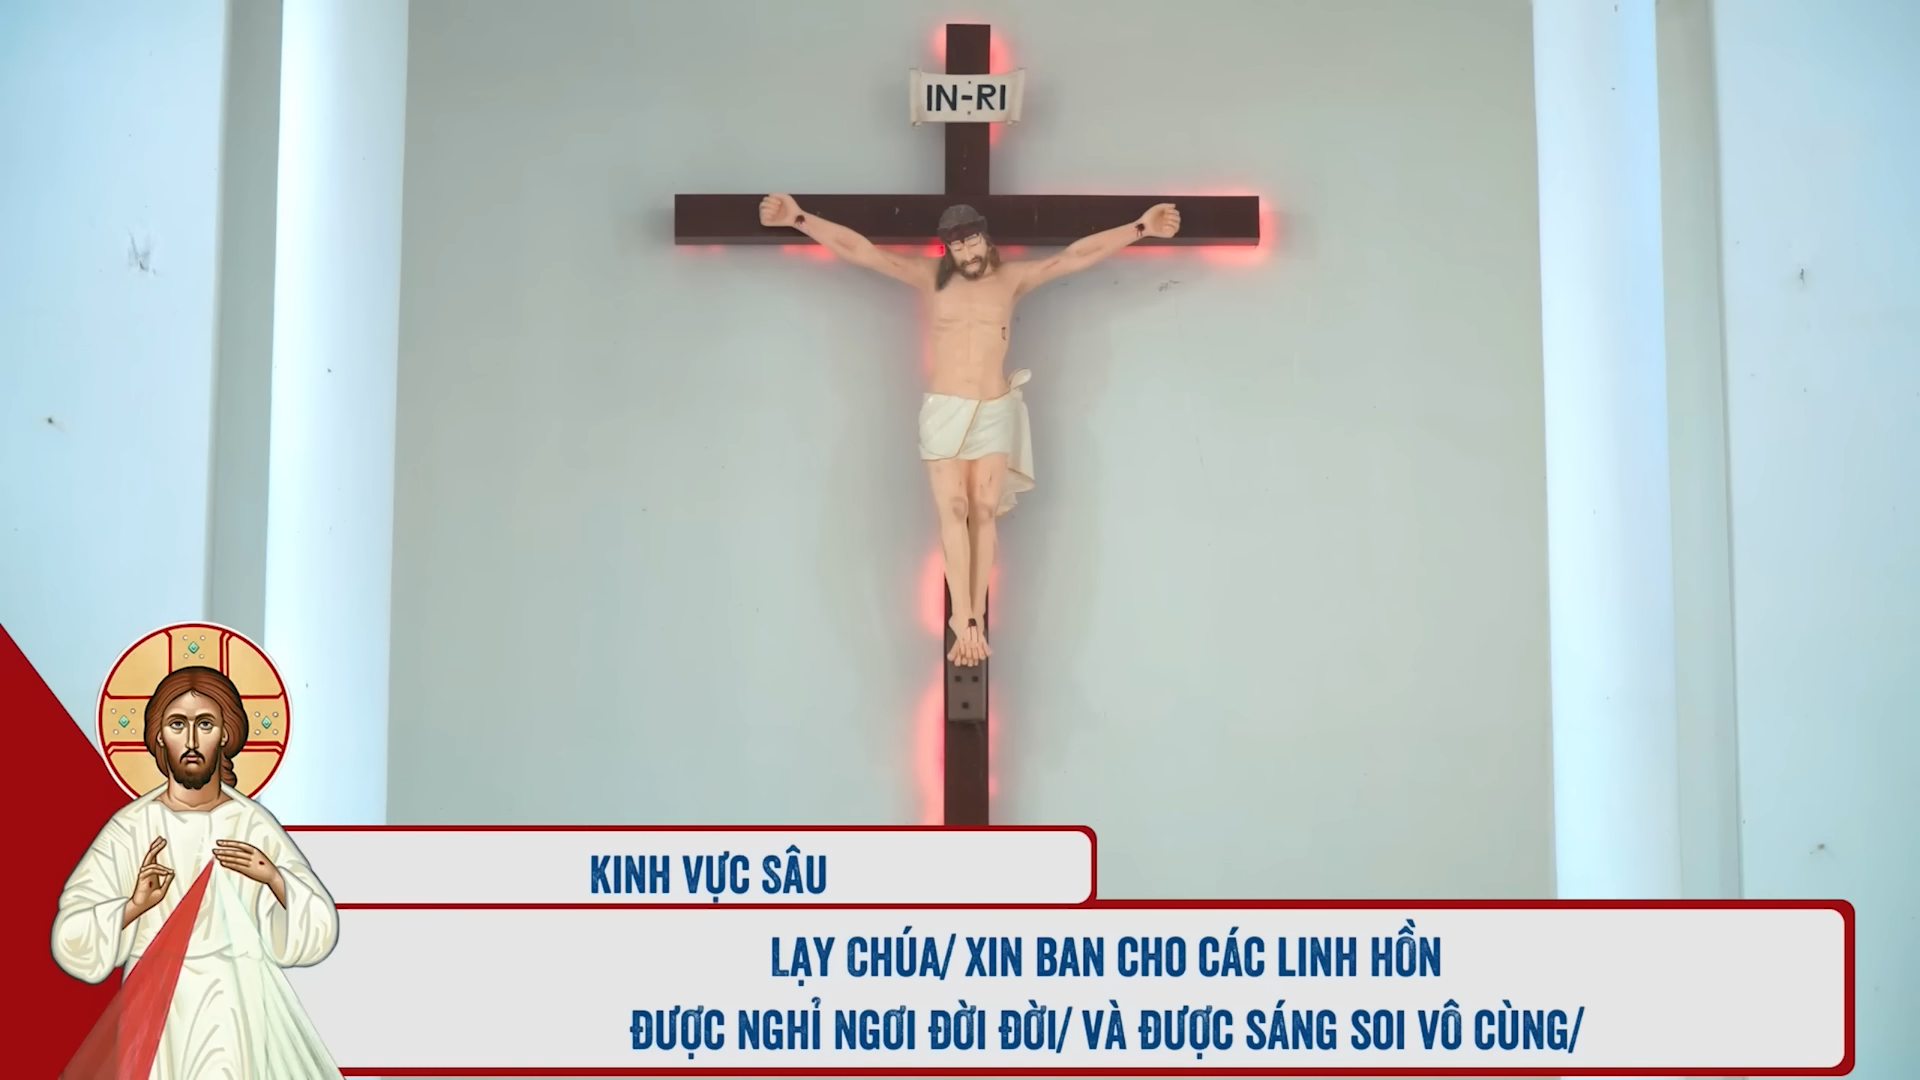 IN-RI
KINH VỰC SÂU
LẠY CHÚA/ XIN BAN CHO CÁC LINH HỒN
ĐƯỢC NGHỈ NGƠI ĐỜI ĐỜI/ VÀ ĐƯỢC SÁNG SOI VÔ CÙNG/